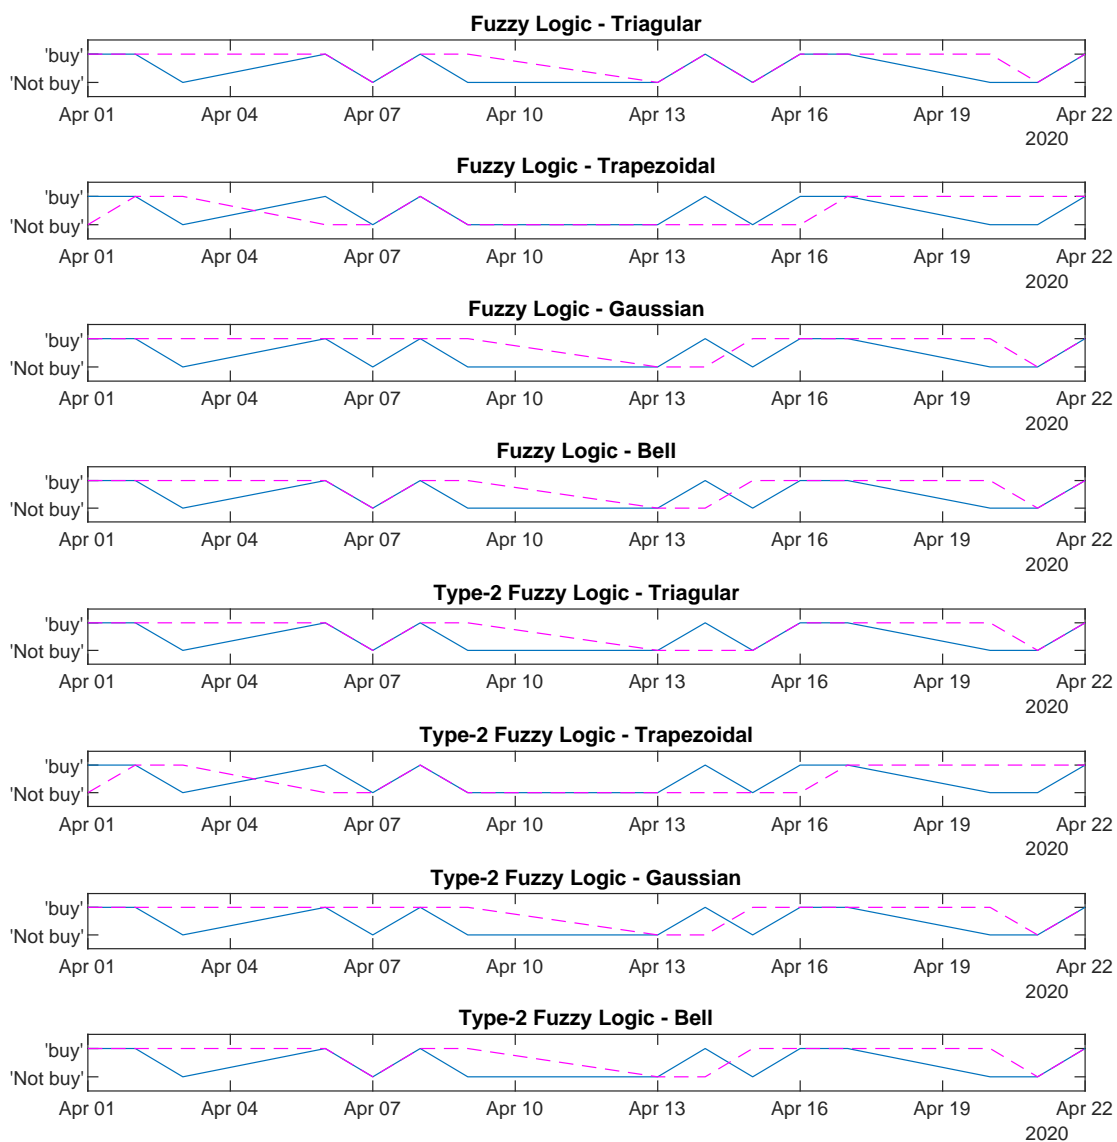 Fuzzy Logic - Triagular
'buy'
'Not buy'
Apr 01 Apr 04 Apr 07 Apr 10 Apr 13 Apr 16 Apr 19 Apr 22
2020
Fuzzy Logic - Trapezoidal
'buy'
'Not buy'
Apr 01 Apr 04 Apr 07 Apr 10 Apr 13 Apr 16 Apr 19 Apr 22
2020
Fuzzy Logic - Gaussian
'buy'
'Not buy'
Apr 01 Apr 04 Apr 07 Apr 10 Apr 13 Apr 16 Apr 19 Apr 22
2020
Fuzzy Logic - Bell
'buy'
'Not buy'
Apr 01 Apr 04 Apr 07 Apr 10 Apr 13 Apr 16 Apr 19 Apr 22
2020
Type-2 Fuzzy Logic - Triagular
'buy'
'Not buy'
Apr 01 Apr 04 Apr 07 Apr 10 Apr 13 Apr 16 Apr 19 Apr 22
2020
Type-2 Fuzzy Logic - Trapezoidal
'buy'
'Not buy'
Apr 01 Apr 04 Apr 07 Apr 10 Apr 13 Apr 16 Apr 19 Apr 22
2020
Type-2 Fuzzy Logic - Gaussian
'buy'
'Not buy'
Apr 01 Apr 04 Apr 07 Apr 10 Apr 13 Apr 16 Apr 19 Apr 22
2020
Type-2 Fuzzy Logic - Bell
'buy'
'Not buy'
Apr 01 Apr 04 Apr 07 Apr 10 Apr 13 Apr 16 Apr 19 Apr 22
2020